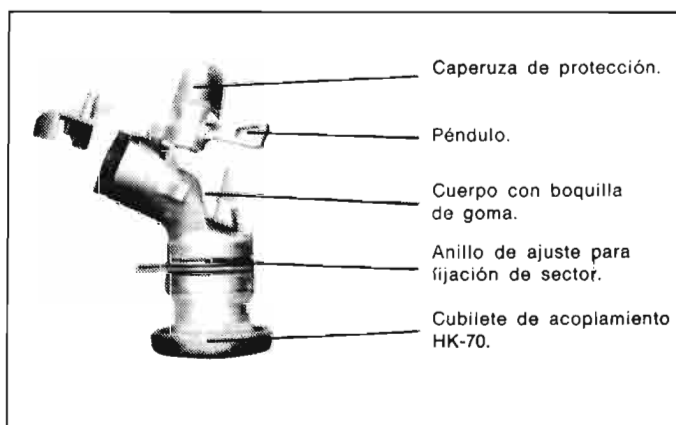 Caperuza de protección.
Péndulo.
Cuerpo con boquilla
de goma.
Anillo de ajuste para
fijación de sector.
Cubilete de acoplamiento
HK-70.